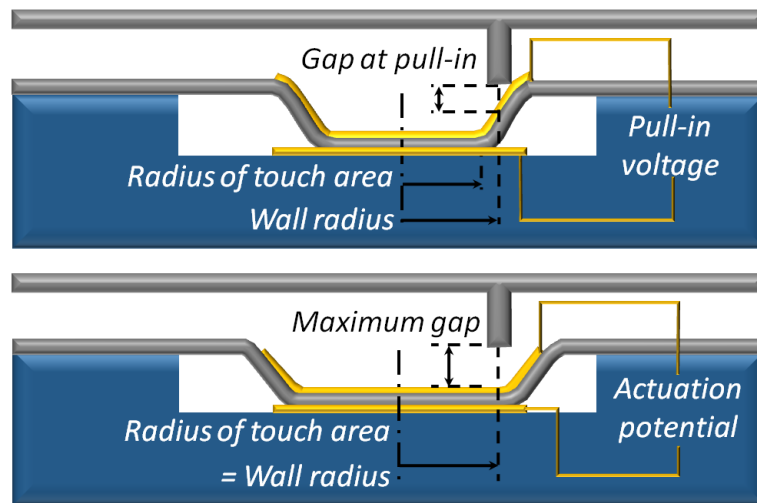 Gap at pull-in
Pull-in
voltage
Radius of touch area
Wall radius
Maximum gap
Actuation
potential
Radius of touch area
= Wall radius